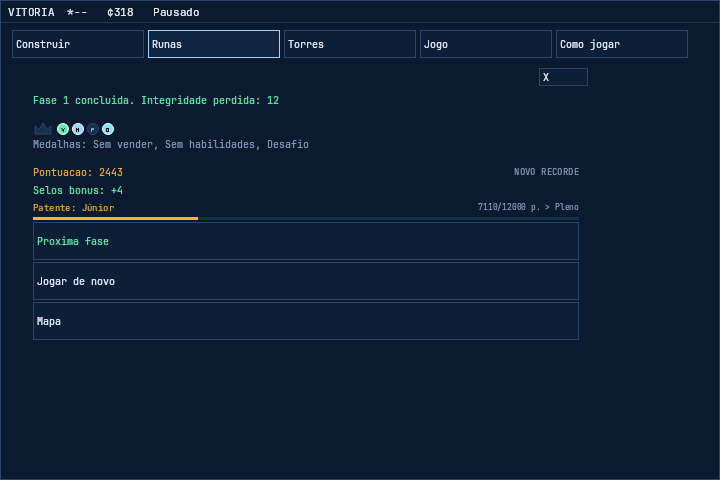 VITORIA *-- ¢318 Pausado
Construir Runas Torres Jogo Como jogar
X
Fase 1 concluida. Integridade perdida: 12
V H P D
Medalhas: Sem vender, Sem habilidades, Desafio
Pontuacao: 2443 NOVO RECORDE
Selos bonus: +4
Patente: Júnior 7110/12000 p. > Pleno
Proxima fase
Jogar de novo
Mapa